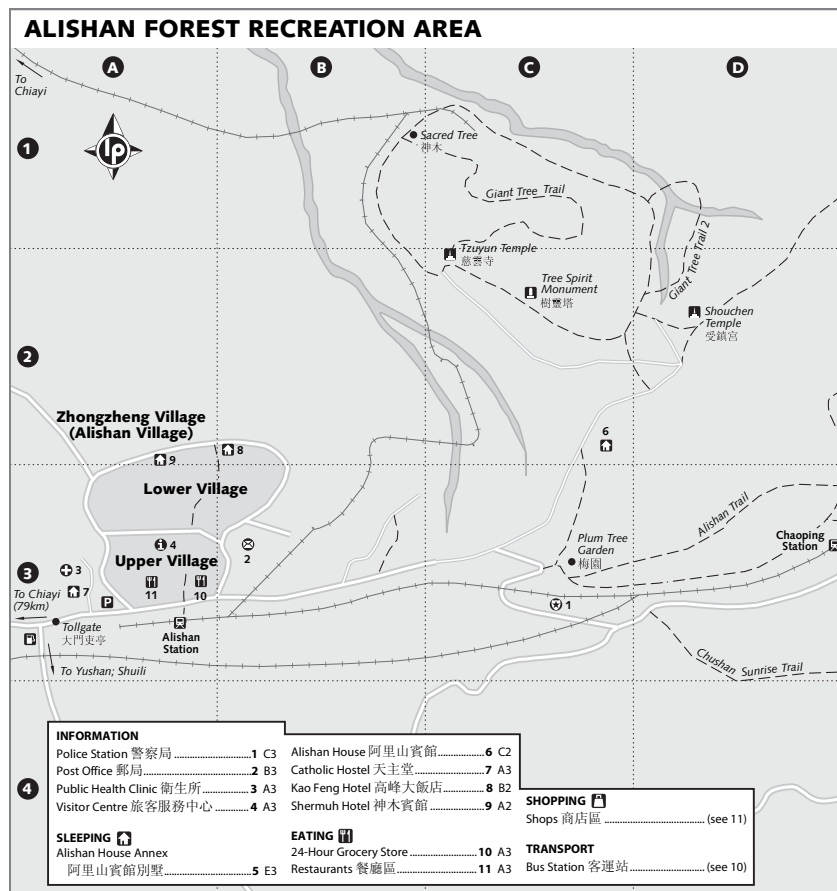 ALISHAN FOREST RECREATION AREA
A
B
C
D
To
Chiayi
1
lp
Sacred Tree
神木
Giant Tree Trail
Giant Tree Trail 2
Tzuyun Temple
慈雲寺
Tree Spirit
Monument
樹靈塔
Shouchen
Temple
受鎮宮
2
Zhongzheng Village
(Alishan Village)
6
8
9
Lower Village
Alishan Trail
Chaoping
Station
4
2
Plum Tree
Garden
梅園
Upper Village
3
3
To Chiayi
(79km)
7
P
11
10
1
Tollgate
大門吏亭
Alishan
Station
To Yushan; Shuili
Chushan Sunrise Trail
4
INFORMATION
Police Station 警察局 ........................1 C3
Post Office 郵局 ................................2 B3
Public Health Clinic 衛生所 ...............3 A3
Visitor Centre 旅客服務中心 .............4 A3
SLEEPING
Alishan House Annex
阿里山賓館別墅 ..........................5 E3
Alishan House 阿里山賓館 ..............6 C2
Catholic Hostel 天主堂 .....................7 A3
Kao Feng Hotel 高峰大飯店 .............8 B2
Shermuh Hotel 神木賓館 ..................9 A2
EATING
24-Hour Grocery Store ....................10 A3
Restaurants 餐廳區 .........................11 A3
SHOPPING
Shops 商店區 ..............................(see 11)
TRANSPORT
Bus Station 客運站 ......................(see 10)